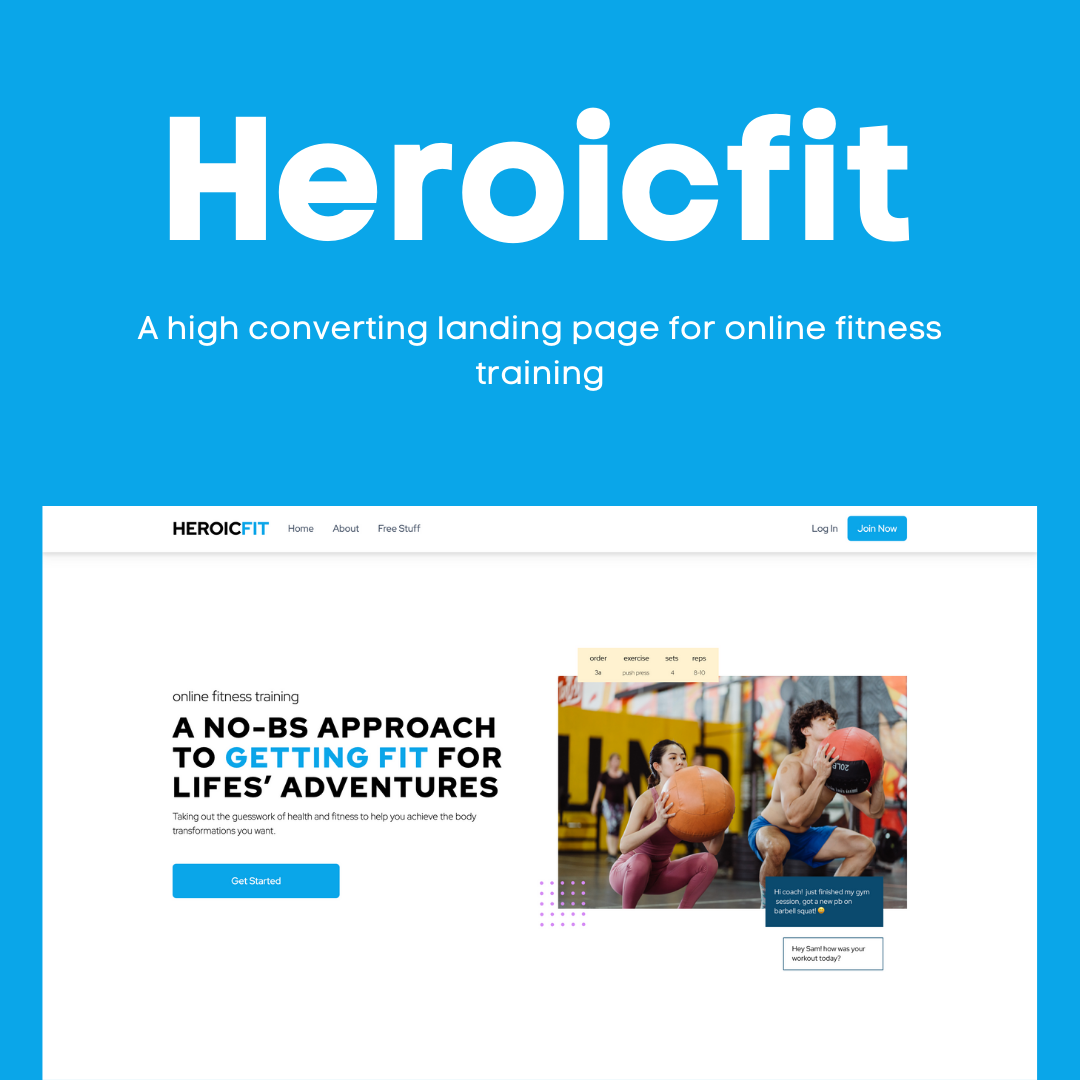 Heroicfit
A high converting landing page for online fitness
training
HEROICFIT Home About Free Stuff Log In Join Now
order exercise sets reps
3a push press 4 8-10
online fitness training
A NO-BS APPROACH
TO GETTING FIT FOR
LIFES’ ADVENTURES
Taking out the guesswork of health and fitness to help you achieve the body
transformations you want.
Get Started
20LB
Hi coach! just finished my gym
session, got a new pb on
barbell squat! 😄
Hey Sam! how was your
workout today?